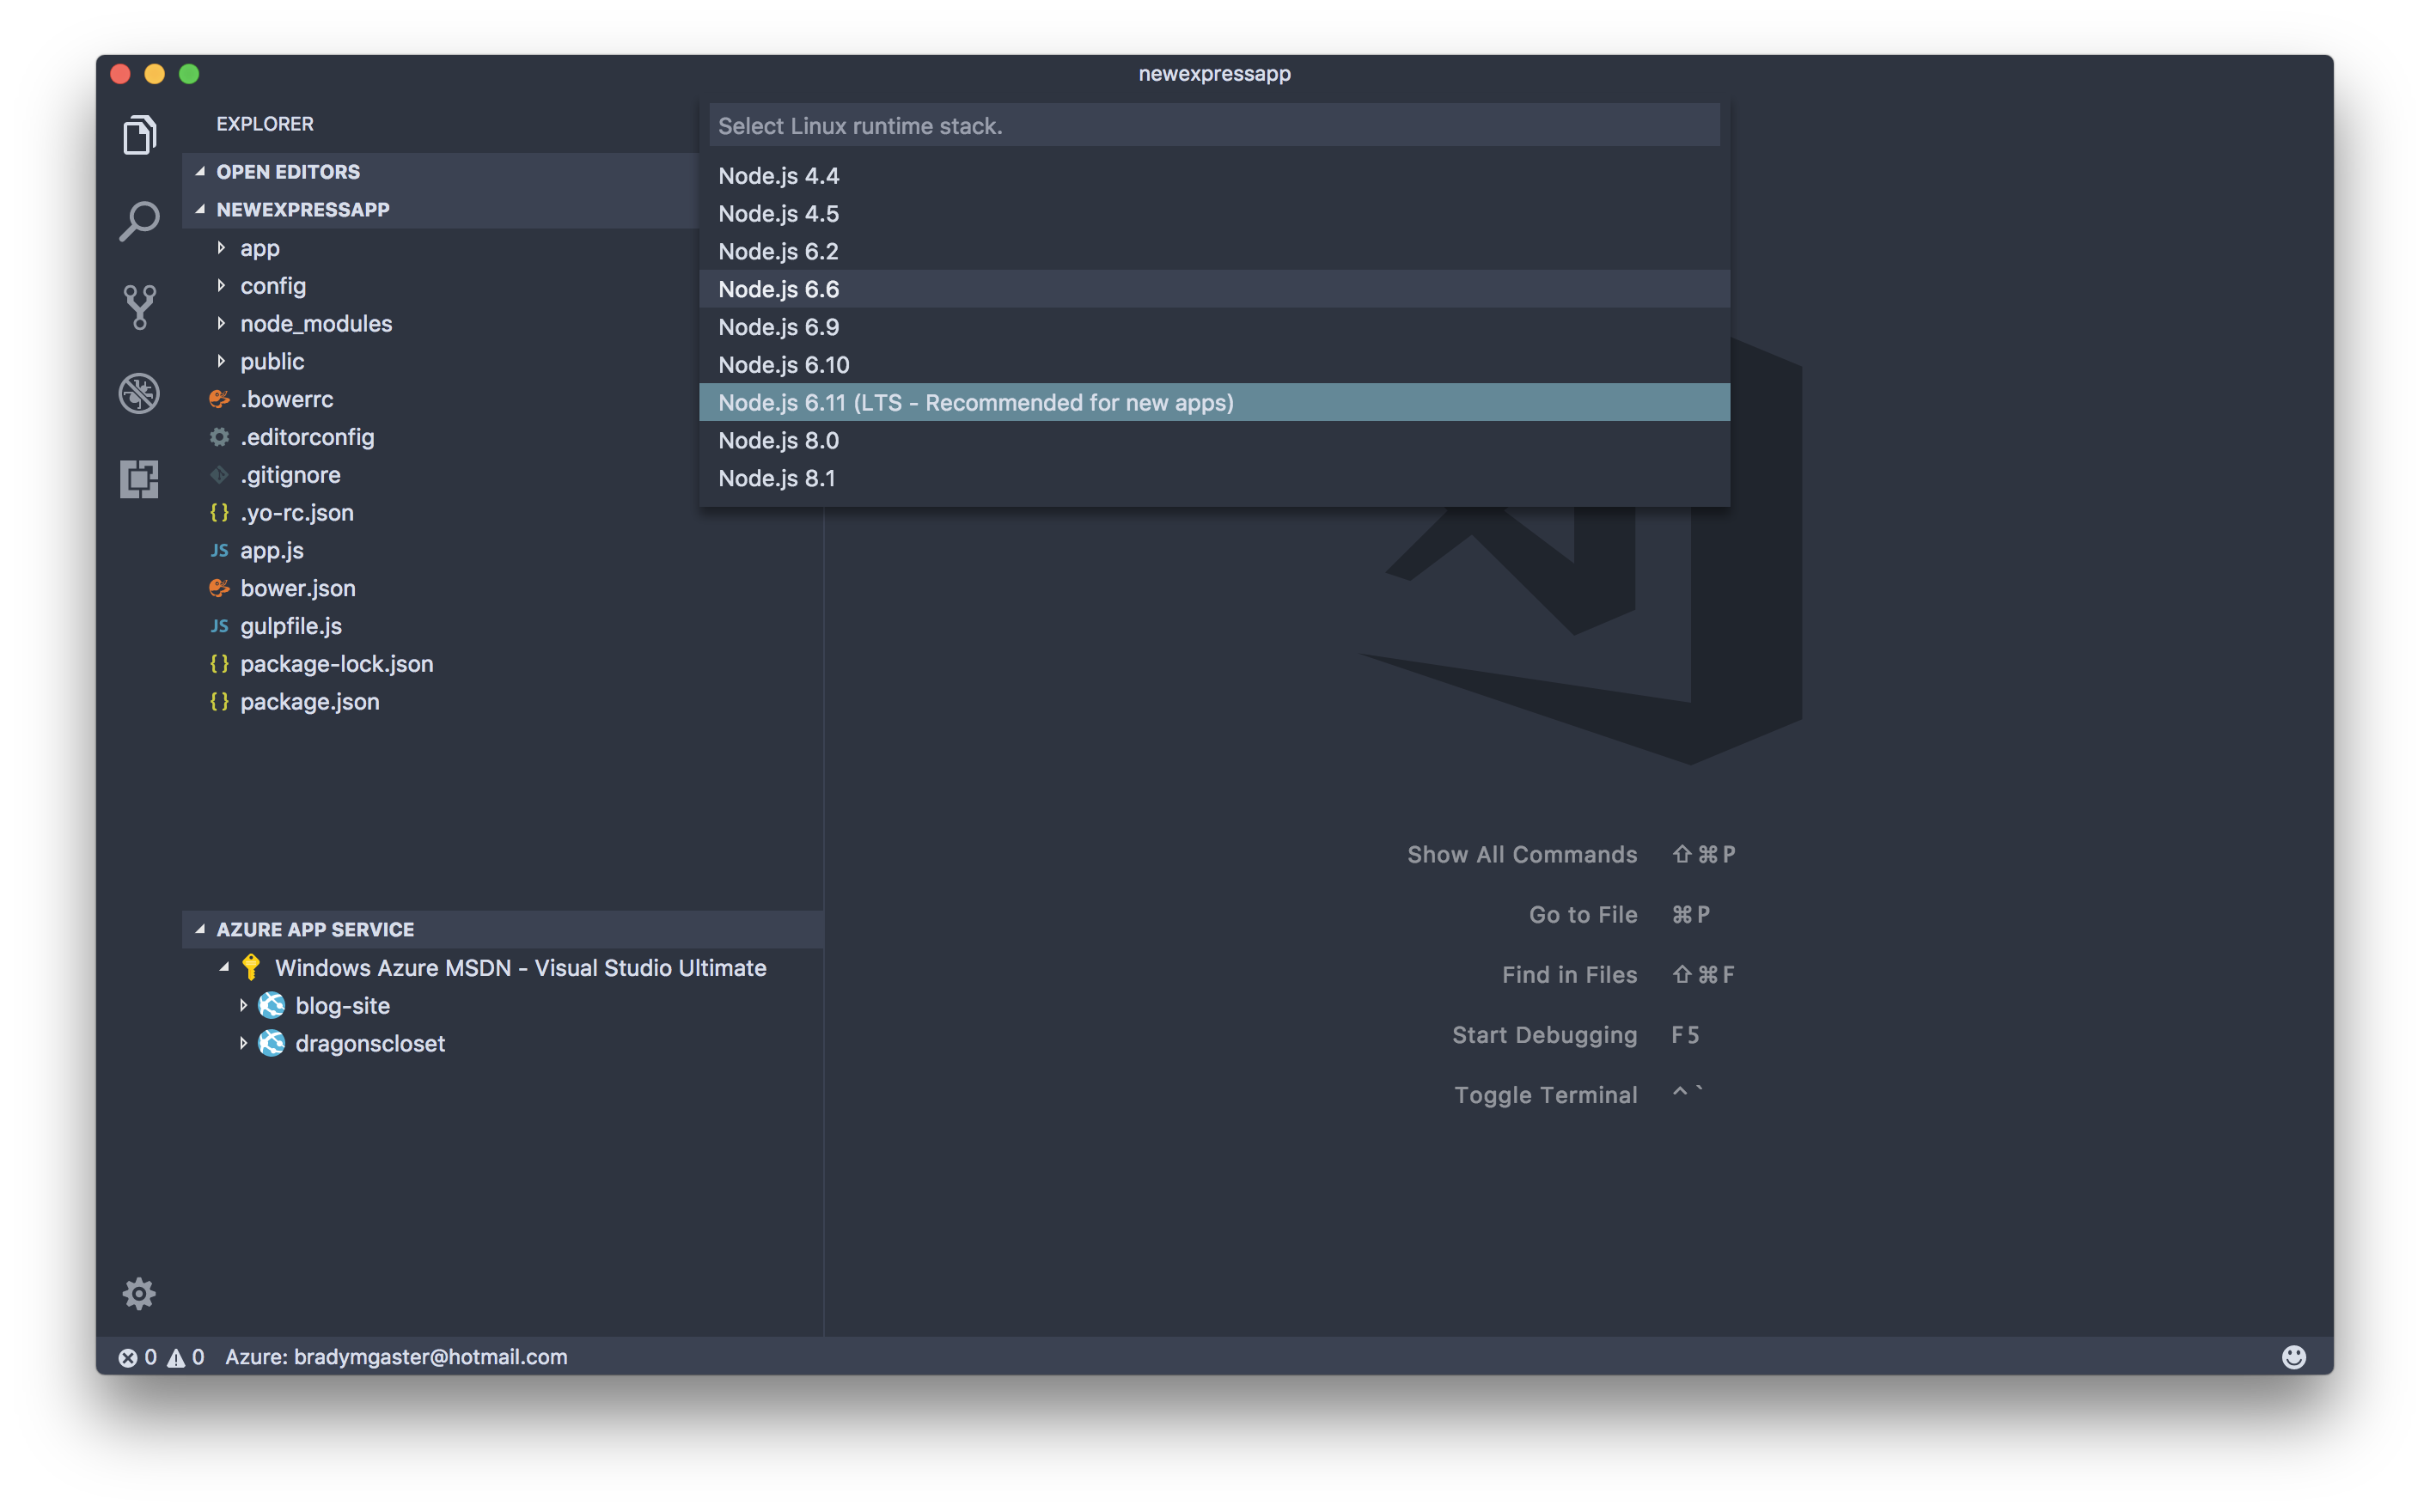 newexpressapp
EXPLORER
OPEN EDITORS
NEWEXPRESSAPP
app
config
node_modules
public
.bowerrc
.editorconfig
.gitignore
{} .yo-rc.json
JS app.js
bower.json
JS gulpfile.js
{} package-lock.json
{} package.json
AZURE APP SERVICE
Windows Azure MSDN - Visual Studio Ultimate
blog-site
dragonscloset
Select Linux runtime stack.
Node.js 4.4
Node.js 4.5
Node.js 6.2
Node.js 6.6
Node.js 6.9
Node.js 6.10
Node.js 6.11 (LTS - Recommended for new apps)
Node.js 8.0
Node.js 8.1
Show All Commands ⇧⌘P
Go to File ⌘P
Find in Files ⇧⌘F
Start Debugging F5
Toggle Terminal ^`
0 0 Azure: bradymgaster@hotmail.com